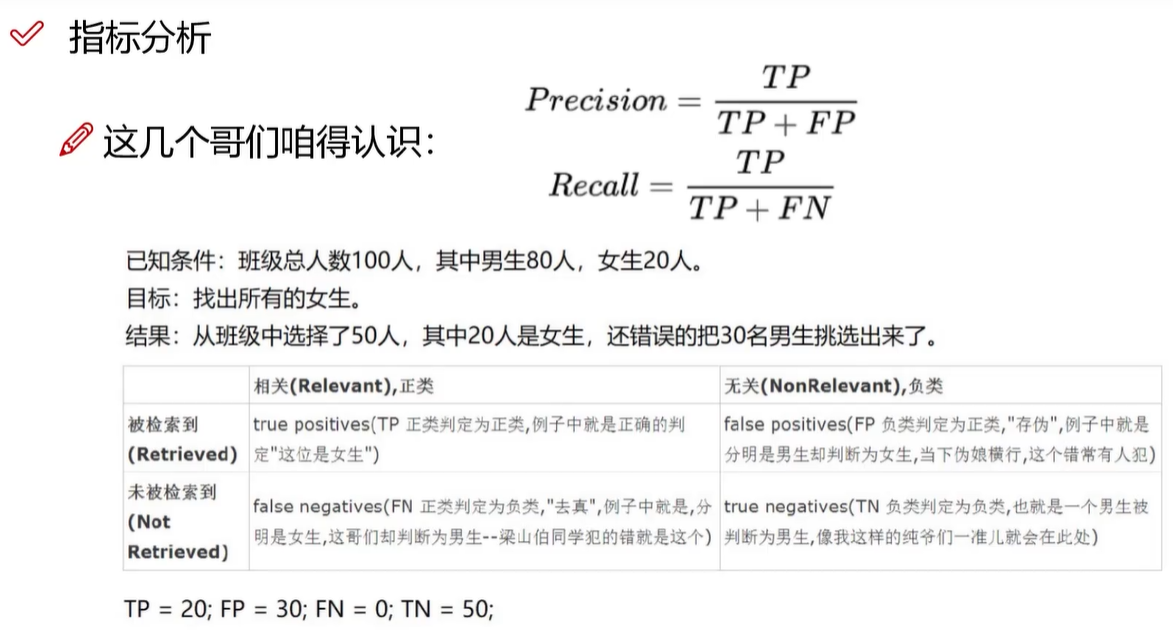 指标分析
Precision = TP / (TP + FP)
这几个哥们咱得认识：
Recall = TP / (TP + FN)
已知条件：班级总人数100人，其中男生80人，女生20人。
目标：找出所有的女生。
结果：从班级中选择了50人，其中20人是女生，还错误的把30名男生挑选出来了。
相关(Relevant),正类
无关(NonRelevant),负类
被检索到
(Retrieved)
true positives(TP 正类判定为正类,例子中就是正确的判
定"这位是女生")
false positives(FP 负类判定为正类,"存伪",例子中就是
分明是男生却判断为女生,当下伪娘横行,这个错常有人犯)
未被检索到
(Not
Retrieved)
false negatives(FN 正类判定为负类,"去真",例子中就是,分
明是女生,这哥们却判断为男生--梁山伯同学犯的错就是这个)
true negatives(TN 负类判定为负类,也就是一个男生被
判断为男生,像我这样的纯爷们一准儿就会在此处)
TP = 20; FP = 30; FN = 0; TN = 50;